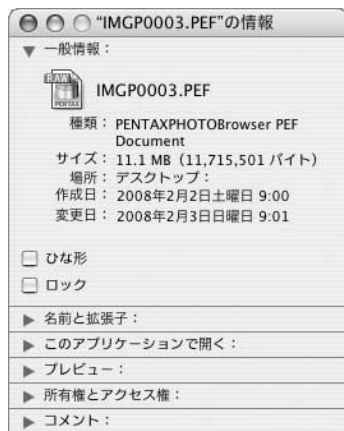 "IMGP0003.PEF"の情報
一般情報：
RAW
PENTAX
IMGP0003.PEF
種類：PENTAXPHOTOBrowser PEF
Document
サイズ：11.1 MB（11,715,501 バイト）
場所：デスクトップ：
作成日：2008年2月2日土曜日 9:00
変更日：2008年2月3日日曜日 9:01
ひな形
ロック
名前と拡張子：
このアプリケーションで開く：
プレビュー：
所有権とアクセス権：
コメント：